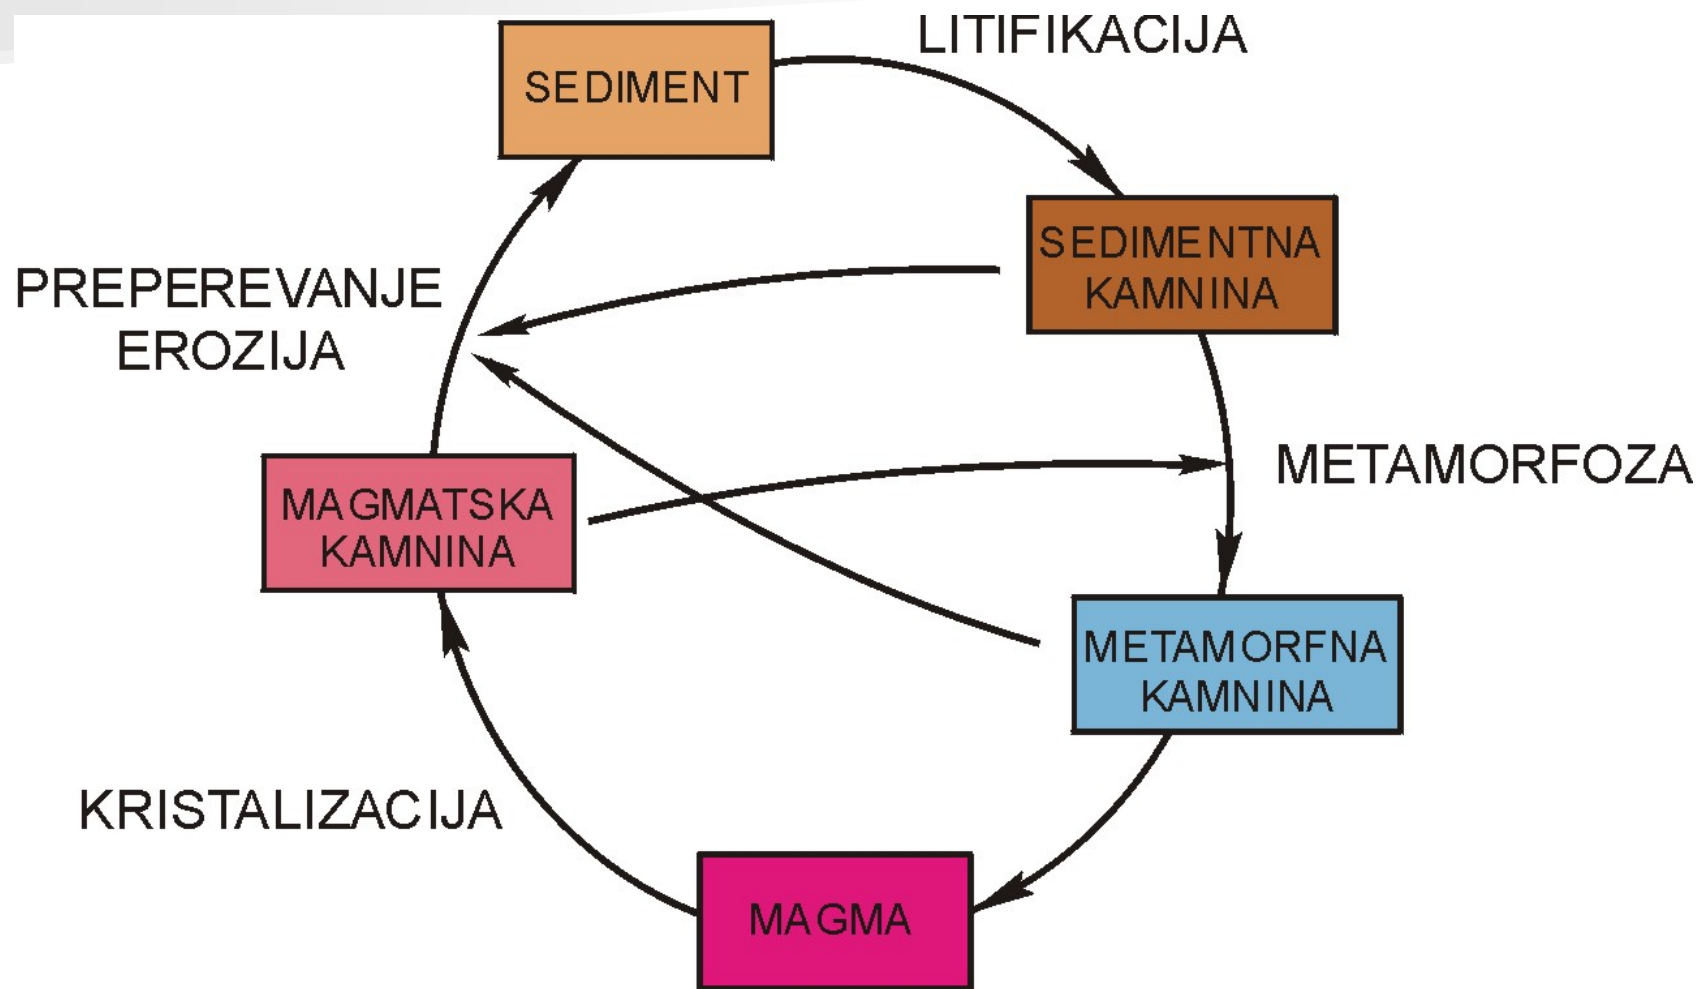 LITIFIKACIJA
SEDIMENT
SEDIMENTNA
KAMNINA
PREPEREVANJE
EROZIJA
METAMORFOZA
MAGMATSKA
KAMNINA
METAMORFNA
KAMNINA
KRISTALIZACIJA
MAGMA